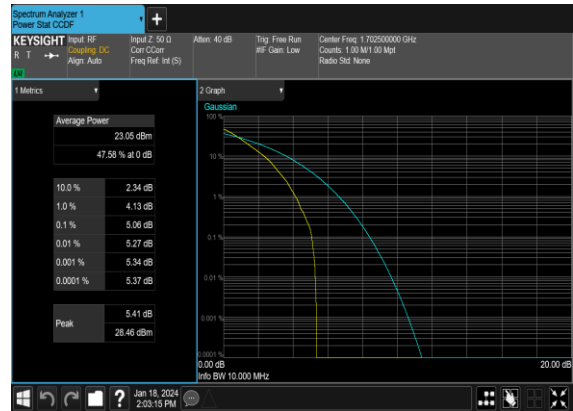 Spectrum Analyzer 1
Power Stat CCDF
KEYSIGHT
R T
LXI
Input: RF
Coupling: DC
Align: Auto
Input Z: 50 Ω
Corr CCorr
Freq Ref: Int (S)
Atten: 40 dB
Trig: Free Run
#IF Gain: Low
Center Freq: 1.702500000 GHz
Counts: 1.00 M/1.00 Mpt
Radio Std: None
1 Metrics
Average Power
23.05 dBm
47.58 % at 0 dB
10.0 % 2.34 dB
1.0 % 4.13 dB
0.1 % 5.06 dB
0.01 % 5.27 dB
0.001 % 5.34 dB
0.0001 % 5.37 dB
Peak
5.41 dB
28.46 dBm
2 Graph
Gaussian
100 %
10 %
1 %
0.1 %
0.01 %
0.001 %
0.0001 %
0.00 dB
20.00 dB
Info BW 10.000 MHz
?
Jan 18, 2024
2:03:15 PM